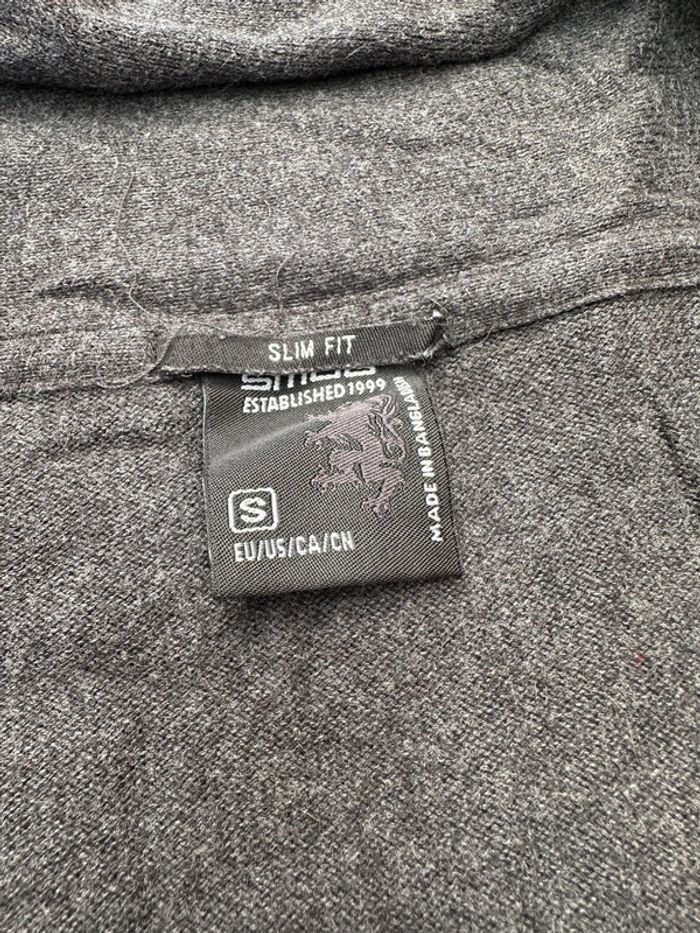 SLIM FIT
ESTABLISHED 1999
MADE IN BANGLADESH
S
EU/US/CA/CN